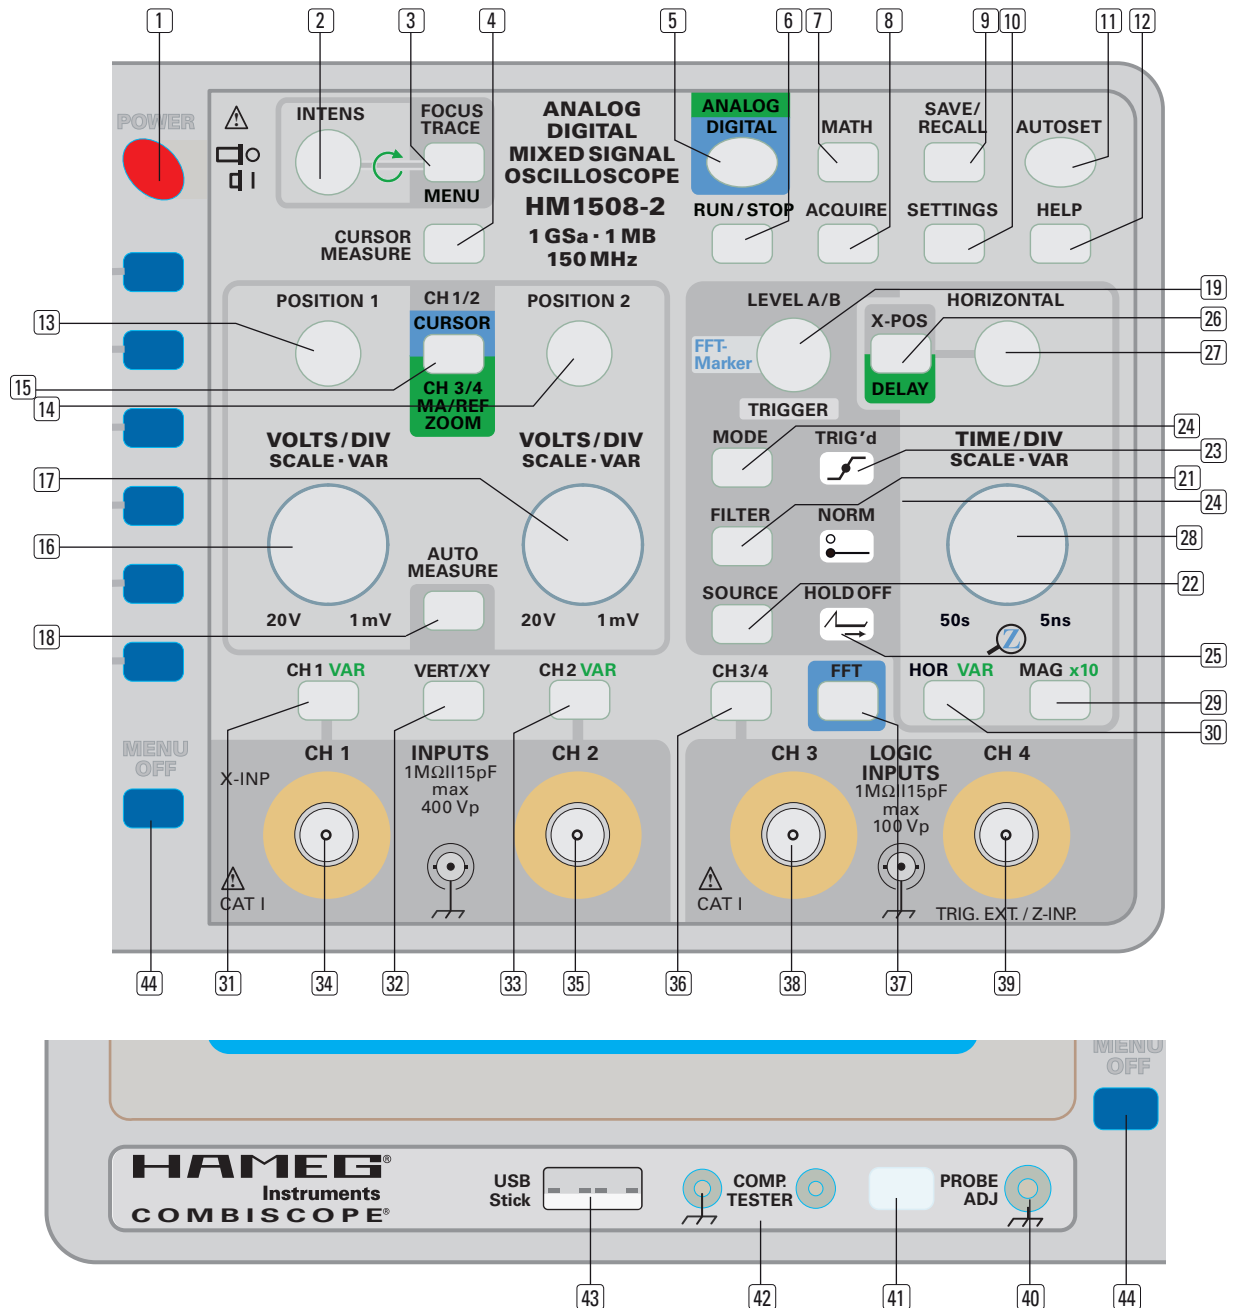 1 2 3 4 5 6 7 8 9 10 11 12
POWER
INTENS
FOCUS
TRACE
MENU
ANALOG
DIGITAL
MIXED SIGNAL
OSCILLOSCOPE
HM1508-2
1 GSa · 1 MB
150 MHz
ANALOG
DIGITAL
MATH
SAVE/
RECALL
AUTOSET
CURSOR
MEASURE
RUN / STOP
ACQUIRE
SETTINGS
HELP
13
15
14
POSITION 1
CH 1/2
CURSOR
CH 3/4
MA/REF
ZOOM
POSITION 2
LEVEL A/B
FFT-
Marker
TRIGGER
X-POS
DELAY
HORIZONTAL
19
26
27
17
16
18
VOLTS / DIV
SCALE · VAR
20V 1 mV
AUTO
MEASURE
VOLTS / DIV
SCALE · VAR
20V 1 mV
MODE
TRIG'd
FILTER
NORM
SOURCE
HOLD OFF
TIME / DIV
SCALE · VAR
50s 5ns
Z
24
23
21
24
28
22
25
29
30
CH 1 VAR
VERT/XY
CH 2 VAR
CH 3/4
FFT
HOR VAR
MAG x10
MENU
OFF
X-INP
CH 1
INPUTS
1MΩII15pF
max
400 Vp
CH 2
CAT I
CH 3
LOGIC
INPUTS
1MΩII15pF
max
100 Vp
CH 4
CAT I
TRIG. EXT. / Z-INP.
44 31 34 32 33 35 36 38 37 39
MENU
OFF
HAMEG®
Instruments
COMBISCOPE®
USB
Stick
COMP.
TESTER
PROBE
ADJ
43 42 41 40 44